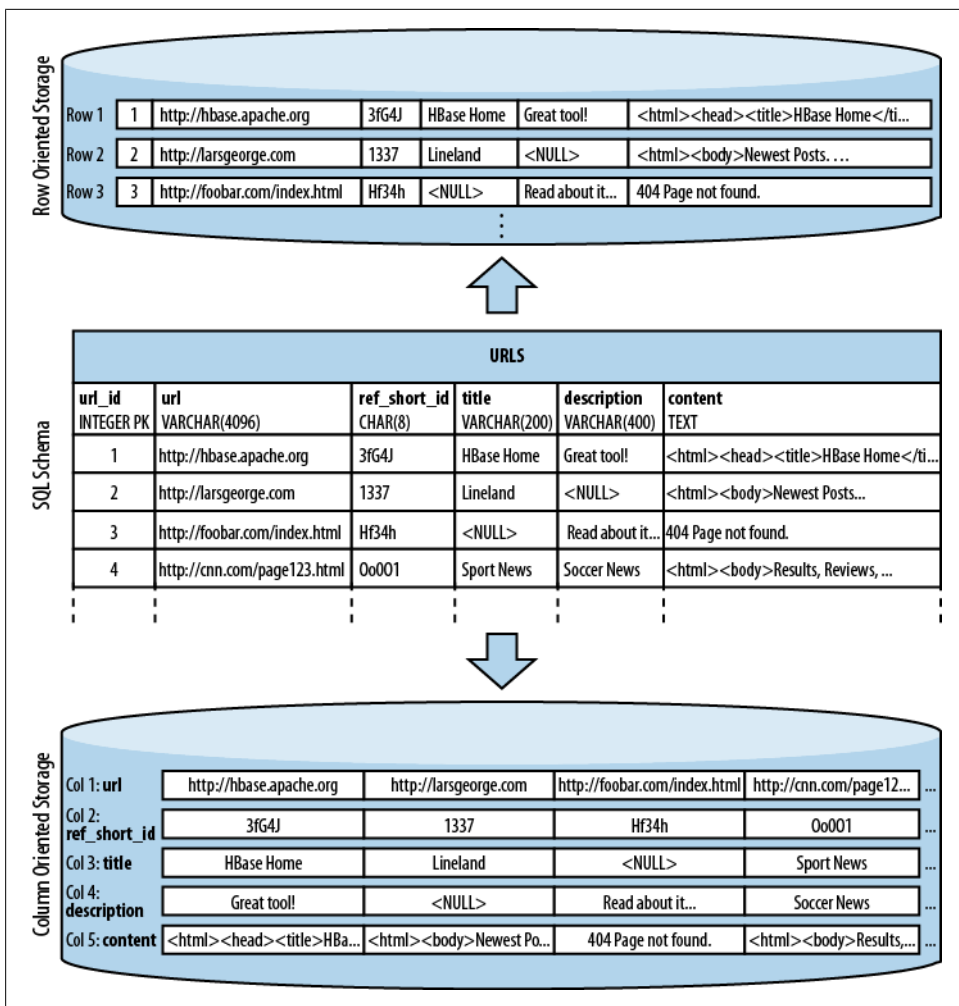 Row Oriented Storage
Row 1 1 http://hbase.apache.org 3fG4J HBase Home Great tool! <html><head><title>HBase Home</ti...
Row 2 2 http://larsgeorge.com 1337 Lineland <NULL> <html><body>Newest Posts. ...
Row 3 3 http://foobar.com/index.html Hf34h <NULL> Read about it... 404 Page not found.
SQL Schema
URLS
url_id url ref_short_id title description content
INTEGER PK VARCHAR(4096) CHAR(8) VARCHAR(200) VARCHAR(400) TEXT
1 http://hbase.apache.org 3fG4J HBase Home Great tool! <html><head><title>HBase Home</ti...
2 http://larsgeorge.com 1337 Lineland <NULL> <html><body>Newest Posts...
3 http://foobar.com/index.html Hf34h <NULL> Read about it... 404 Page not found.
4 http://cnn.com/page123.html Oo001 Sport News Soccer News <html><body>Results, Reviews, ...
Column Oriented Storage
Col 1: url http://hbase.apache.org http://larsgeorge.com http://foobar.com/index.html http://cnn.com/page12... ...
Col 2:
ref_short_id 3fG4J 1337 Hf34h Oo001 ...
Col 3: title HBase Home Lineland <NULL> Sport News ...
Col 4:
description Great tool! <NULL> Read about it... Soccer News ...
Col 5: content <html><head><title>HBa... <html><body>Newest Po... 404 Page not found. <html><body>Results,... ...